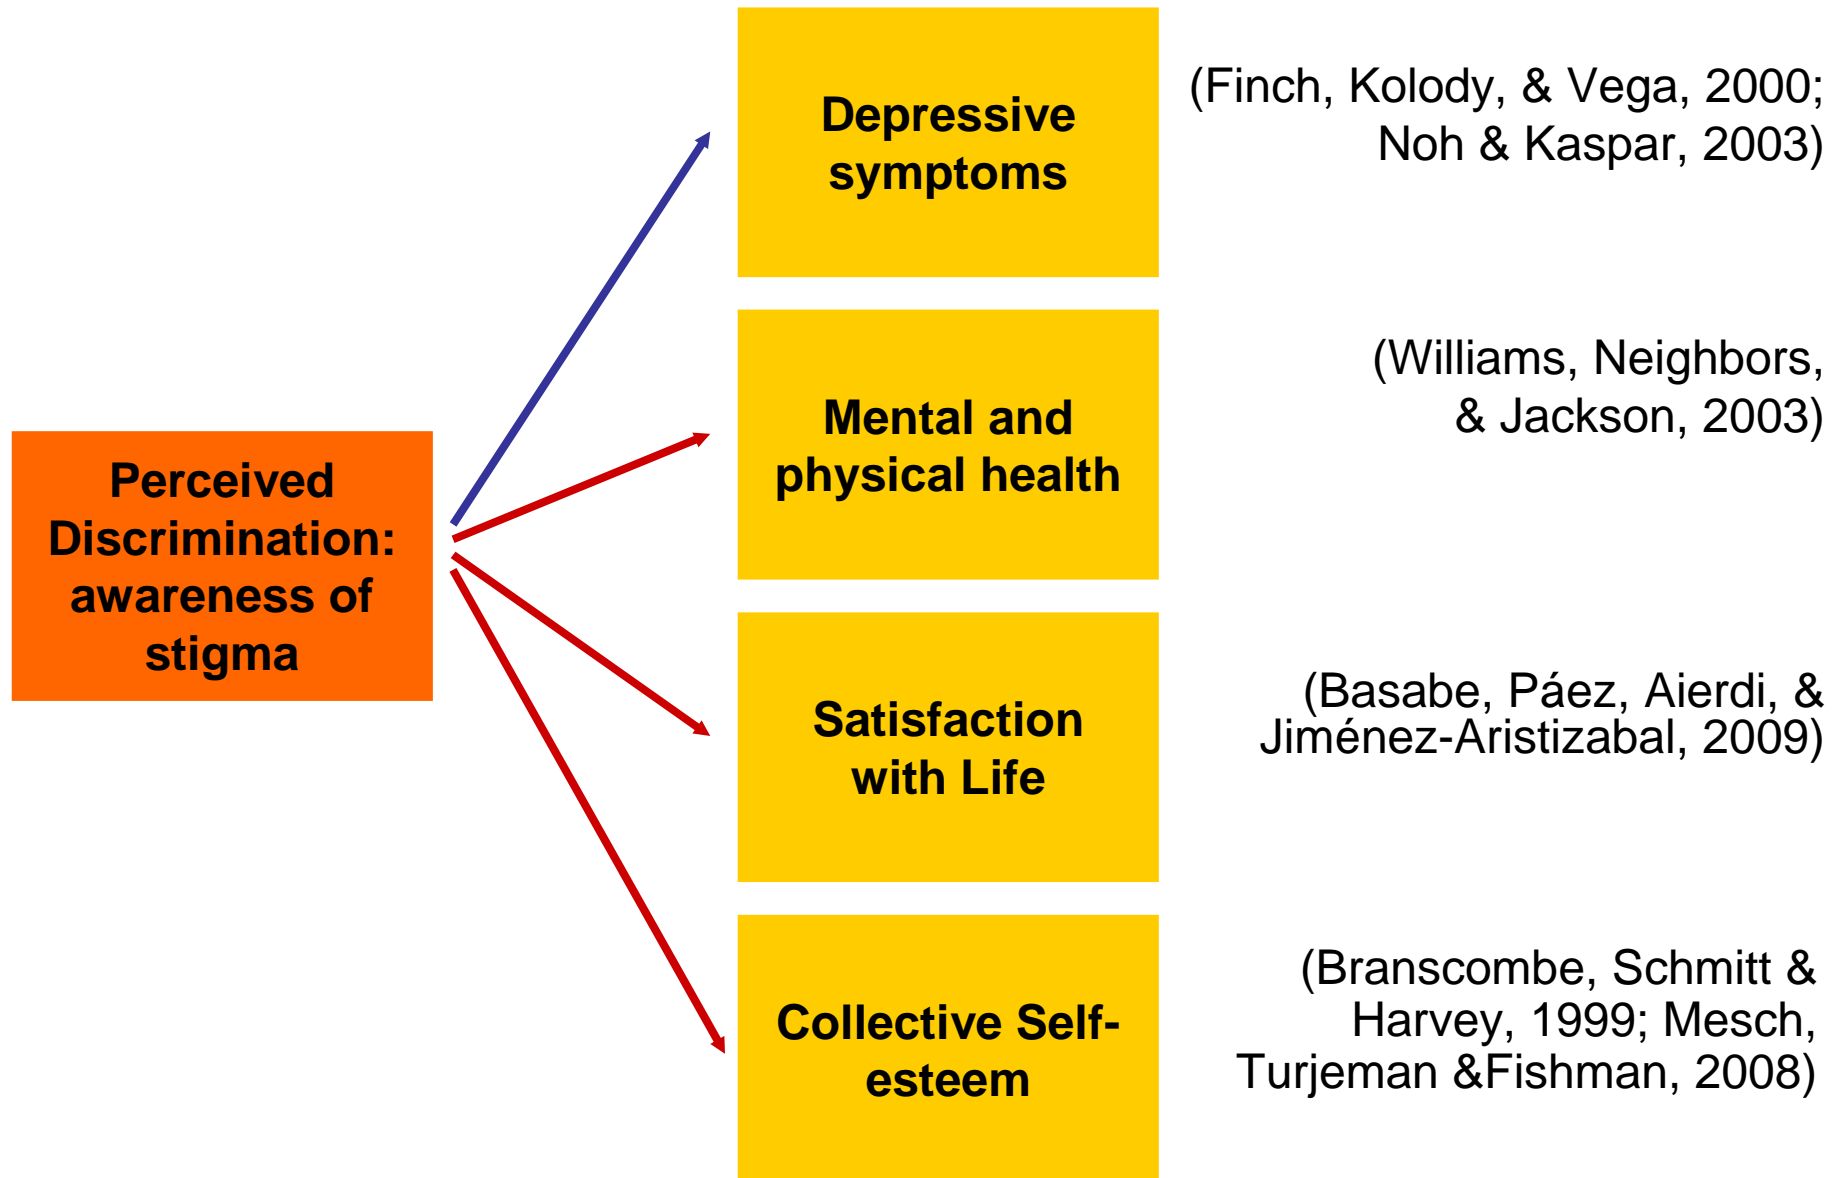 Depressive
symptoms
(Finch, Kolody, & Vega, 2000;
Noh & Kaspar, 2003)
Mental and
physical health
(Williams, Neighbors,
& Jackson, 2003)
Perceived
Discrimination:
awareness of
stigma
Satisfaction
with Life
(Basabe, Páez, Aierdi, &
Jiménez-Aristizabal, 2009)
Collective Self-
esteem
(Branscombe, Schmitt &
Harvey, 1999; Mesch,
Turjeman &Fishman, 2008)